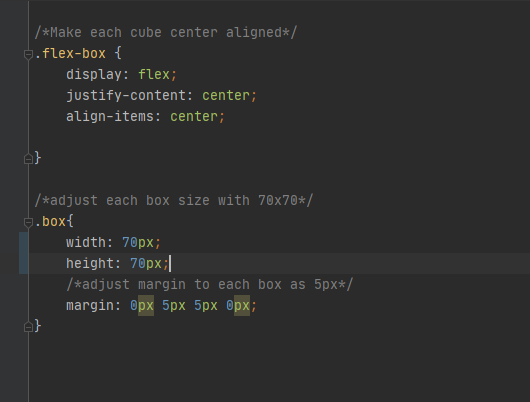 /*Make each cube center aligned*/
.flex-box {
display: flex;
justify-content: center;
align-items: center;
}
/*adjust each box size with 70x70*/
.box{
width: 70px;
height: 70px;
/*adjust margin to each box as 5px*/
margin: 0px 5px 5px 0px;
}